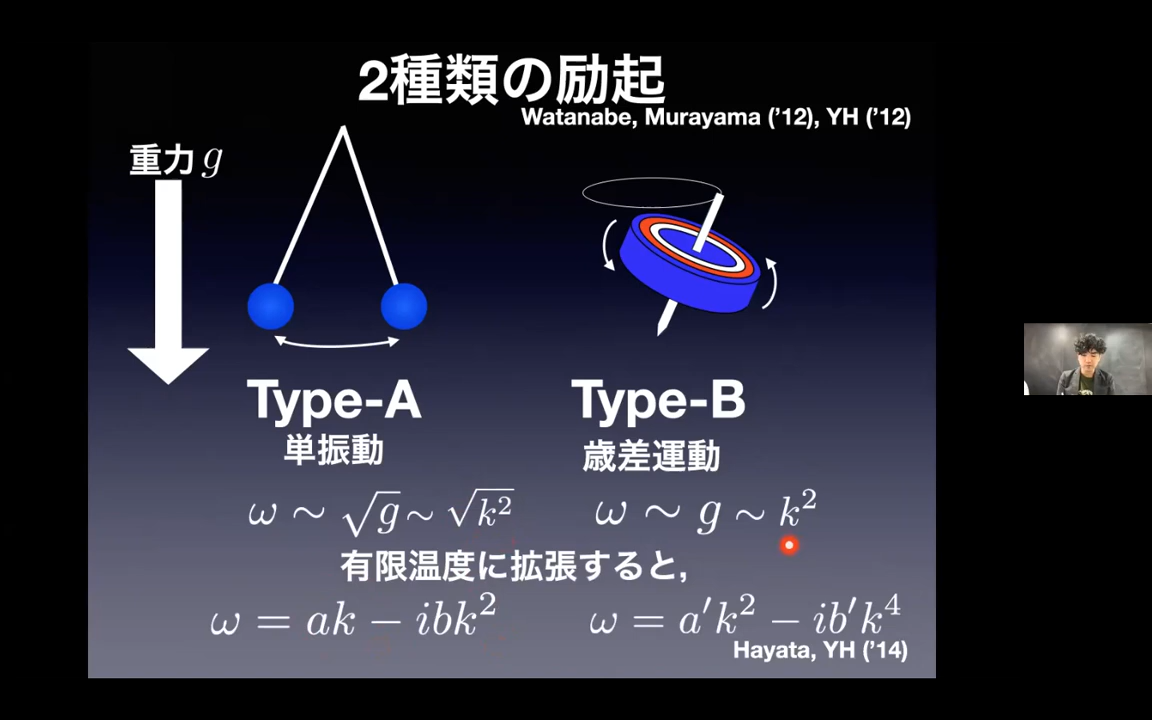 2種類の励起
Watanabe, Murayama ('12), YH ('12)
重力 g
Type-A
単振動
ω ∼ √g ∼ √k²
Type-B
歳差運動
ω ∼ g ∼ k²
有限温度に拡張すると,
ω = ak − ibk²
ω = a′k² − ib′k⁴
Hayata, YH ('14)